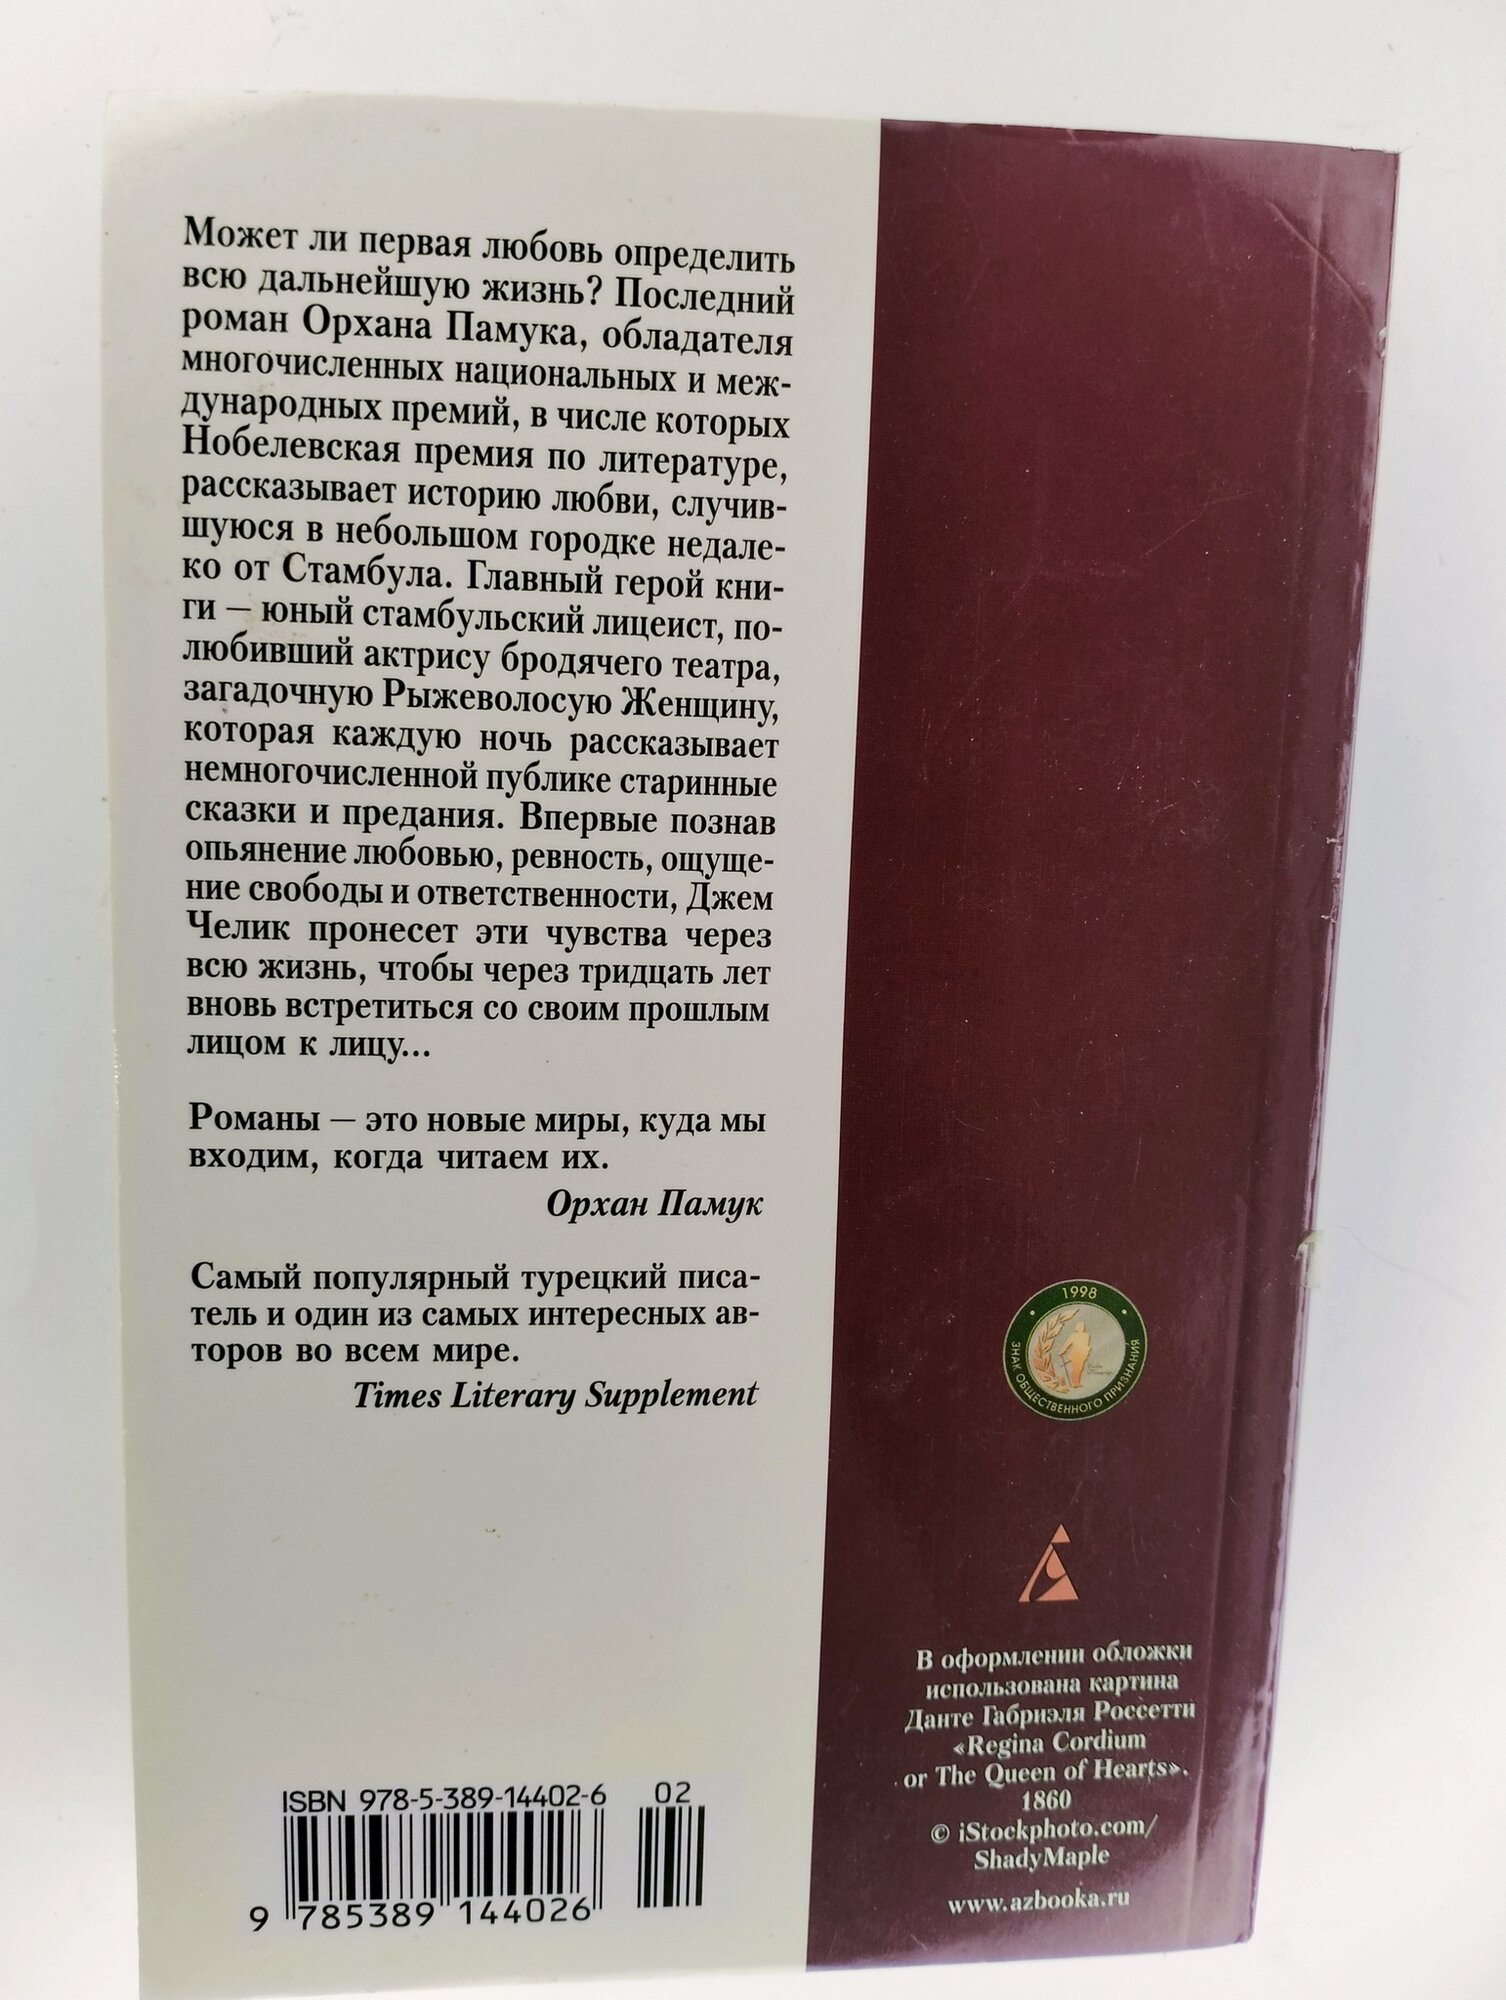 Может ли первая любовь определить
всю дальнейшую жизнь? Последний
роман Орхана Памука, обладателя
многочисленных национальных и меж-
дународных премий, в числе которых
Нобелевская премия по литературе,
рассказывает историю любви, случив-
шуюся в небольшом городке недале-
ко от Стамбула. Главный герой кни-
ги — юный стамбульский лицеист, по-
любивший актрису бродячего театра,
загадочную Рыжеволосую Женщину,
которая каждую ночь рассказывает
немногочисленной публике старинные
сказки и предания. Впервые познав
опьянение любовью, ревность, ощуще-
ние свободы и ответственности, Джем
Челик пронесет эти чувства через
всю жизнь, чтобы через тридцать лет
вновь встретиться со своим прошлым
лицом к лицу...
Романы — это новые миры, куда мы
входим, когда читаем их.
Орхан Памук
Самый популярный турецкий писа-
тель и один из самых интересных ав-
торов во всем мире.
Times Literary Supplement
ISBN 978-5-389-14402-6
02
9 785389 144026
1998
ЗНАК ОБЩЕСТВЕННОГО ПРИЗНАНИЯ
В оформлении обложки
использована картина
Данте Габриэля Россетти
«Regina Cordium
or The Queen of Hearts».
1860
© iStockphoto.com/
ShadyMaple
www.azbooka.ru